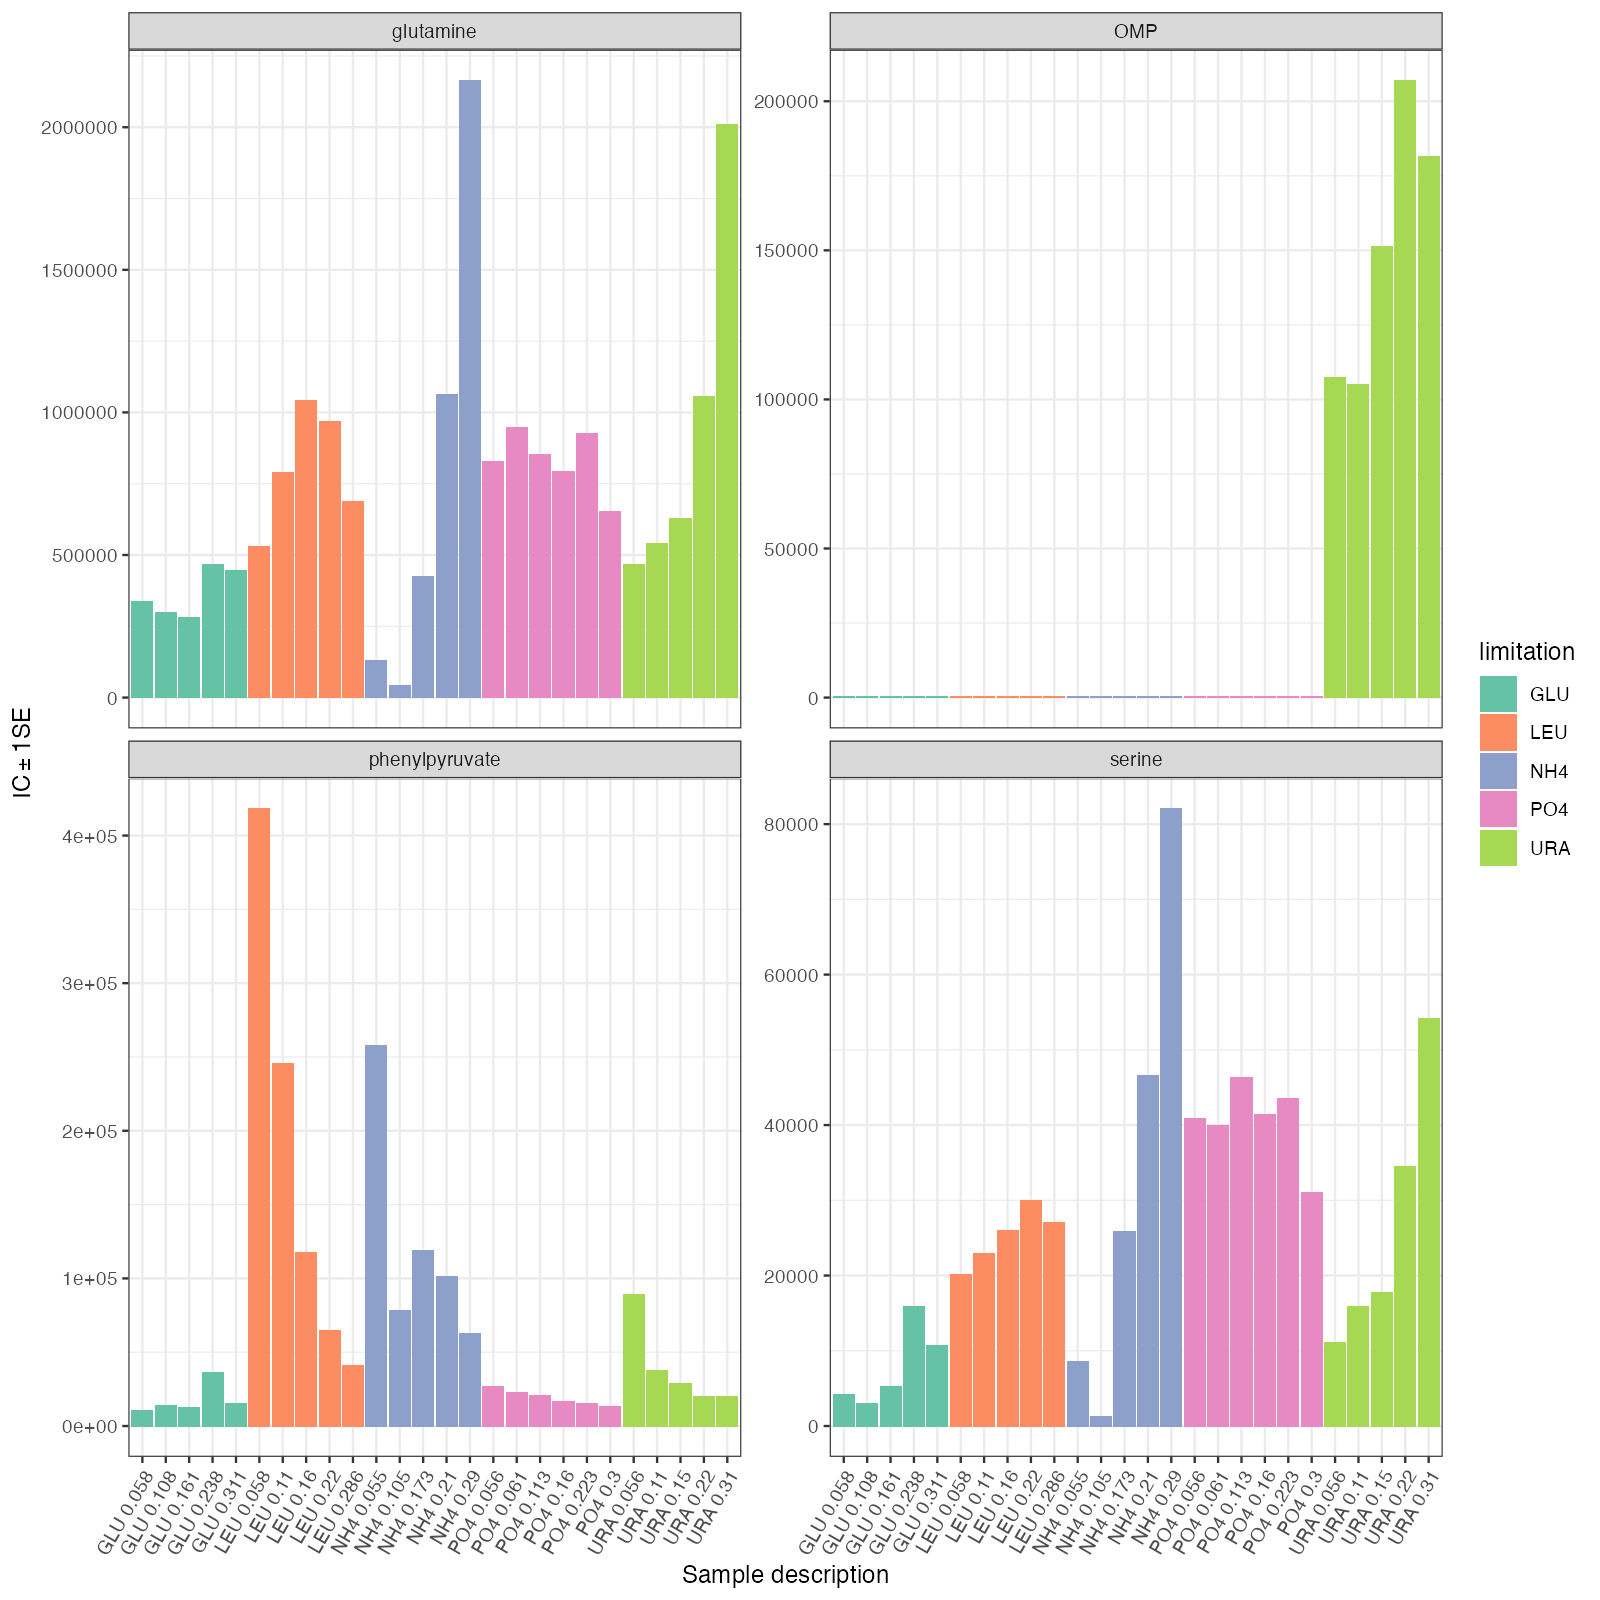 glutamine
OMP
2000000
1500000
1000000
500000
0
200000
150000
100000
50000
0
phenylpyruvate
serine
4e+05
3e+05
2e+05
1e+05
0e+00
80000
60000
40000
20000
0
GLU 0.058
GLU 0.108
GLU 0.161
GLU 0.238
GLU 0.311
LEU 0.058
LEU 0.11
LEU 0.16
LEU 0.22
LEU 0.286
NH4 0.055
NH4 0.105
NH4 0.173
NH4 0.21
NH4 0.29
PO4 0.056
PO4 0.061
PO4 0.113
PO4 0.16
PO4 0.223
PO4 0.3
URA 0.056
URA 0.11
URA 0.15
URA 0.22
URA 0.31
GLU 0.058
GLU 0.108
GLU 0.161
GLU 0.238
GLU 0.311
LEU 0.058
LEU 0.11
LEU 0.16
LEU 0.22
LEU 0.286
NH4 0.055
NH4 0.105
NH4 0.173
NH4 0.21
NH4 0.29
PO4 0.056
PO4 0.061
PO4 0.113
PO4 0.16
PO4 0.223
PO4 0.3
URA 0.056
URA 0.11
URA 0.15
URA 0.22
URA 0.31
Sample description
IC ± 1SE
limitation
GLU
LEU
NH4
PO4
URA